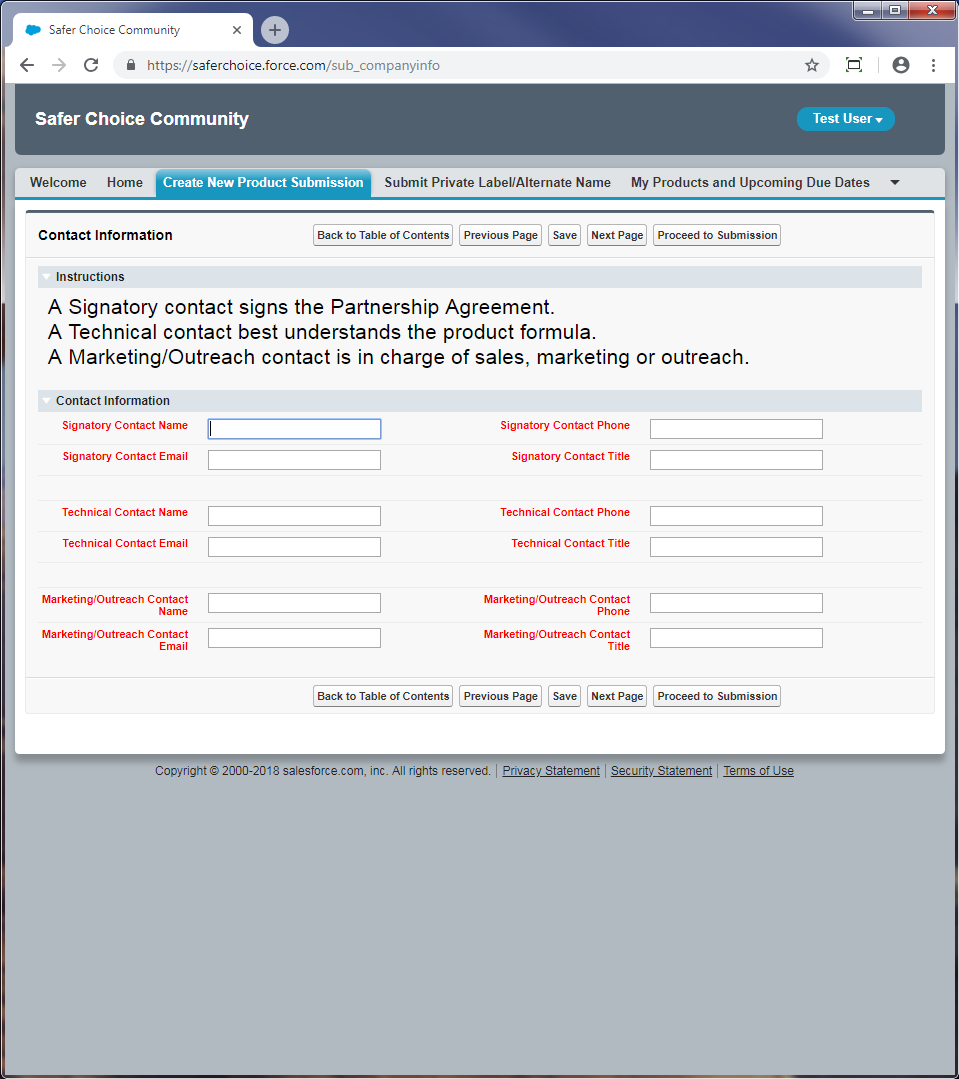 Safer Choice Community
https://saferchoice.force.com/sub_companyinfo
Safer Choice Community
Test User
Welcome Home Create New Product Submission Submit Private Label/Alternate Name My Products and Upcoming Due Dates
Contact Information Back to Table of Contents Previous Page Save Next Page Proceed to Submission
Instructions
A Signatory contact signs the Partnership Agreement.
A Technical contact best understands the product formula.
A Marketing/Outreach contact is in charge of sales, marketing or outreach.
Contact Information
Signatory Contact Name Signatory Contact Phone
Signatory Contact Email Signatory Contact Title
Technical Contact Name Technical Contact Phone
Technical Contact Email Technical Contact Title
Marketing/Outreach Contact Marketing/Outreach Contact
Name Phone
Marketing/Outreach Contact Marketing/Outreach Contact
Email Title
Back to Table of Contents Previous Page Save Next Page Proceed to Submission
Copyright © 2000-2018 salesforce.com, inc. All rights reserved. | Privacy Statement | Security Statement | Terms of Use